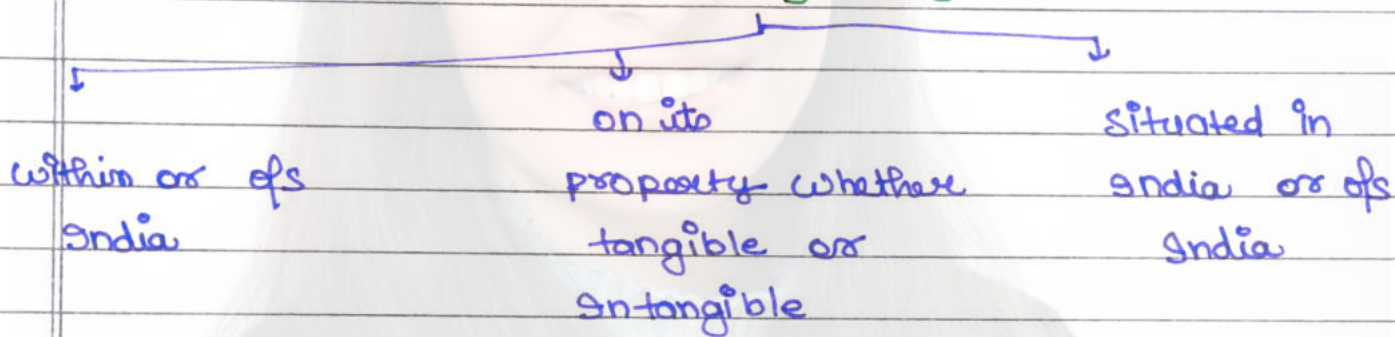 within or o/s
India
on its
property whether
tangible or
Intangible
situated in
India or o/s
India